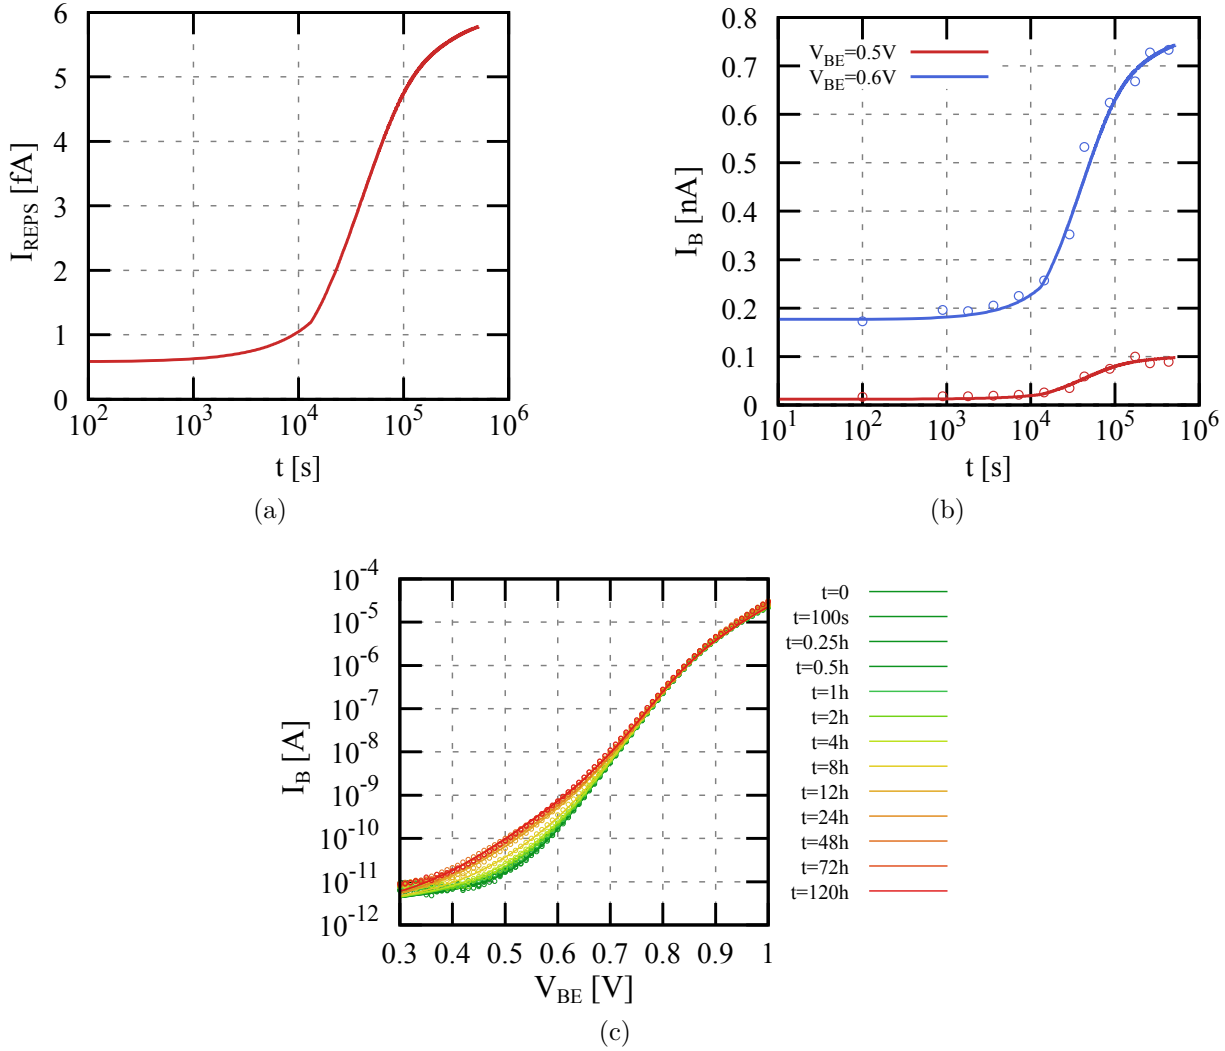 6
5
4
3
2
1
0
I_REPS [fA]
10^2 10^3 10^4 10^5 10^6
t [s]
(a)
0.8
0.7
0.6
0.5
0.4
0.3
0.2
0.1
0
I_B [nA]
V_BE=0.5V
V_BE=0.6V
10^1 10^2 10^3 10^4 10^5 10^6
t [s]
(b)
10^-4
10^-5
10^-6
10^-7
10^-8
10^-9
10^-10
10^-11
10^-12
I_B [A]
0.3 0.4 0.5 0.6 0.7 0.8 0.9 1
V_BE [V]
t=0
t=100s
t=0.25h
t=0.5h
t=1h
t=2h
t=4h
t=8h
t=12h
t=24h
t=48h
t=72h
t=120h
(c)